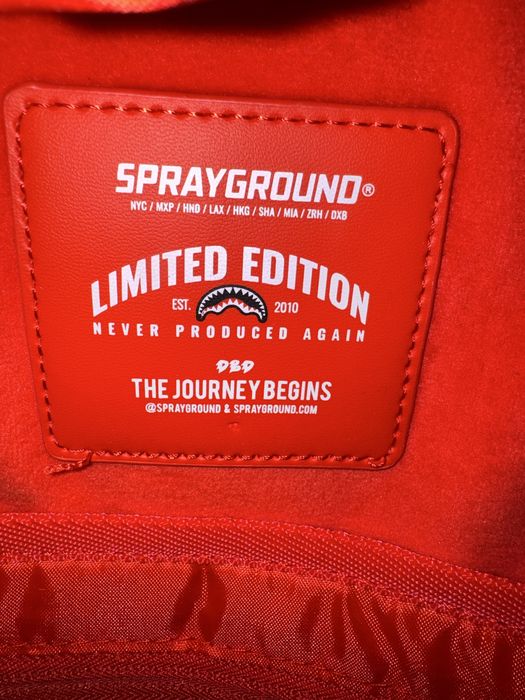 SPRAYGROUND®
NYC / MXP / HND / LAX / HKG / SHA / MIA / ZRH / DXB
LIMITED EDITION
EST. 2010
NEVER PRODUCED AGAIN
DBD
THE JOURNEY BEGINS
@SPRAYGROUND & SPRAYGROUND.COM